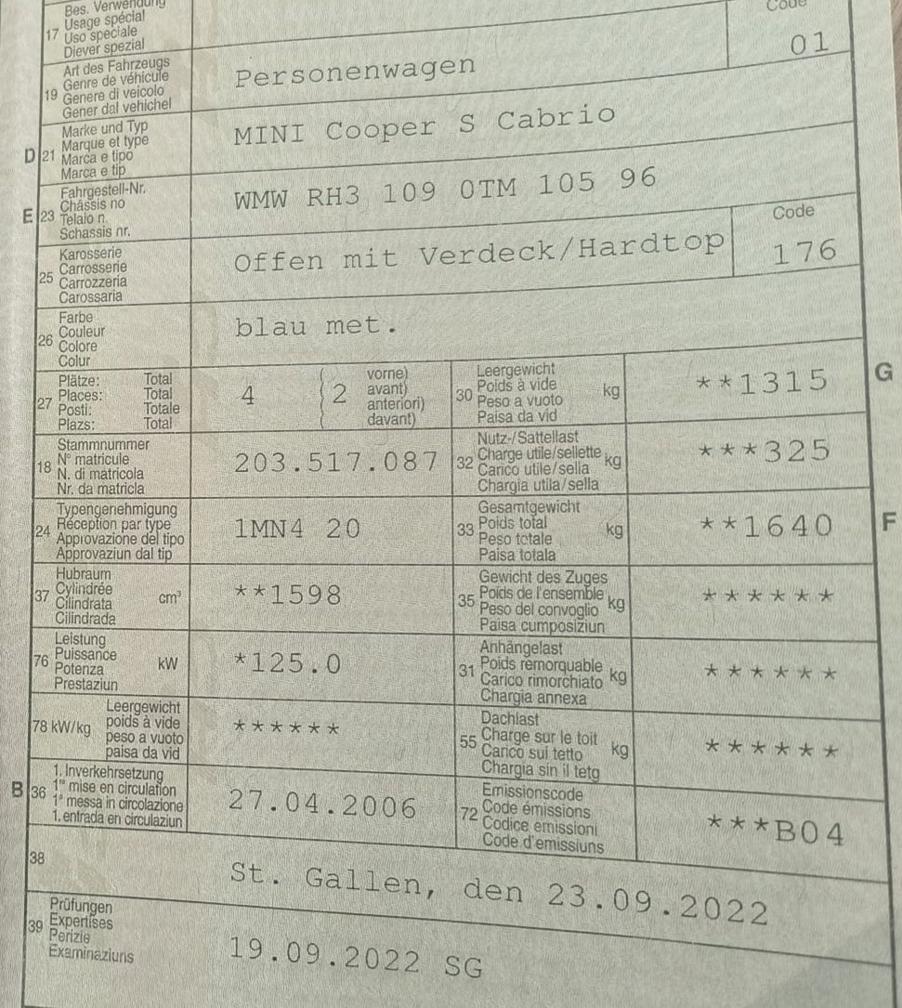 17 Bes. Verwendung
Usage spécial
Uso speciale
Diever spezial
Code
19 Art des Fahrzeugs
Genre de véhicule
Genere di veicolo
Gener dal vehichel
Personenwagen
01
D 21 Marke und Typ
Marque et type
Marca e tipo
Marca e tip
MINI Cooper S Cabrio
E 23 Fahrgestell-Nr.
Châssis no
Telaio n.
Schassis nr.
WMW RH3 109 0TM 105 96
25 Karosserie
Carrosserie
Carrozzeria
Carossaria
Offen mit Verdeck/Hardtop
Code
176
26 Farbe
Couleur
Colore
Colur
blau met.
27 Plätze: Total
Places: Total
Posti: Totale
Plazs: Total
4
2
vorne)
avant)
anteriori)
davant)
30 Leergewicht
Poids à vide
Peso a vuoto
Paisa da vid
kg
**1315
G
18 Stammnummer
N° matricule
N. di matricola
Nr. da matricla
203.517.087
32 Nutz-/Sattellast
Charge utile/sellette
Carico utile/sella
Chargia utila/sella
kg
***325
24 Typengenehmigung
Réception par type
Approvazione del tipo
Approvaziun dal tip
1MN4 20
33 Gesamtgewicht
Poids total
Peso totale
Paisa totala
kg
**1640
F
37 Hubraum
Cylindrée
Cilindrata
Cilindrada
cm³
**1598
35 Gewicht des Zuges
Poids de l'ensemble
Peso del convoglio
Paisa cumposiziun
kg
******
76 Leistung
Puissance
Potenza
Prestaziun
kW
*125.0
31 Anhängelast
Poids remorquable
Carico rimorchiato
Chargia annexa
kg
******
78 kW/kg
Leergewicht
poids à vide
peso a vuoto
paisa da vid
******
55 Dachlast
Charge sur le toit
Carico sul tetto
Chargia sin il tetg
kg
******
B 36 1. Inverkehrsetzung
1re mise en circulation
1a messa in circolazione
1. entrada en circulaziun
27.04.2006
72 Emissionscode
Code émissions
Codice emissioni
Code d'emissiuns
***B04
38
St. Gallen, den 23.09.2022
39 Prüfungen
Expertises
Perizie
Examinaziuns
19.09.2022 SG